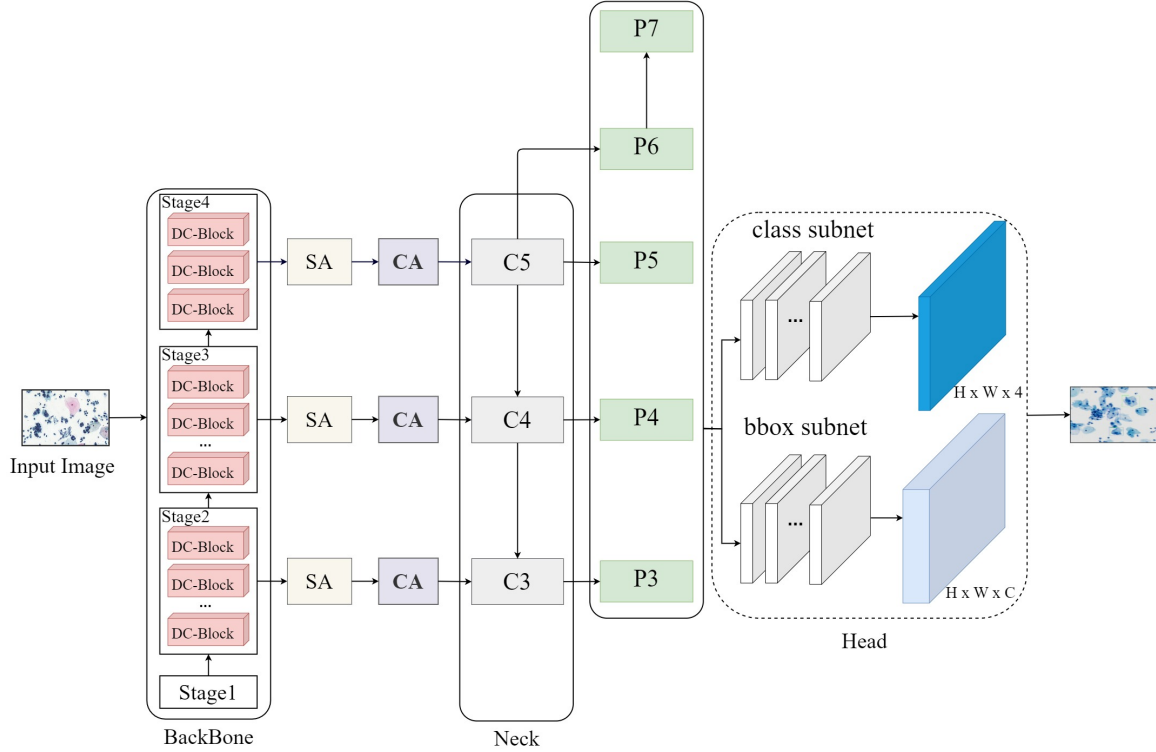 P7
P6
Stage4
DC-Block
DC-Block
DC-Block
SA
CA
C5
P5
class subnet
...
H x W x 4
Stage3
DC-Block
DC-Block
...
DC-Block
SA
CA
C4
P4
bbox subnet
...
H x W x C
Input Image
Stage2
DC-Block
DC-Block
...
DC-Block
SA
CA
C3
P3
Stage1
Head
BackBone
Neck